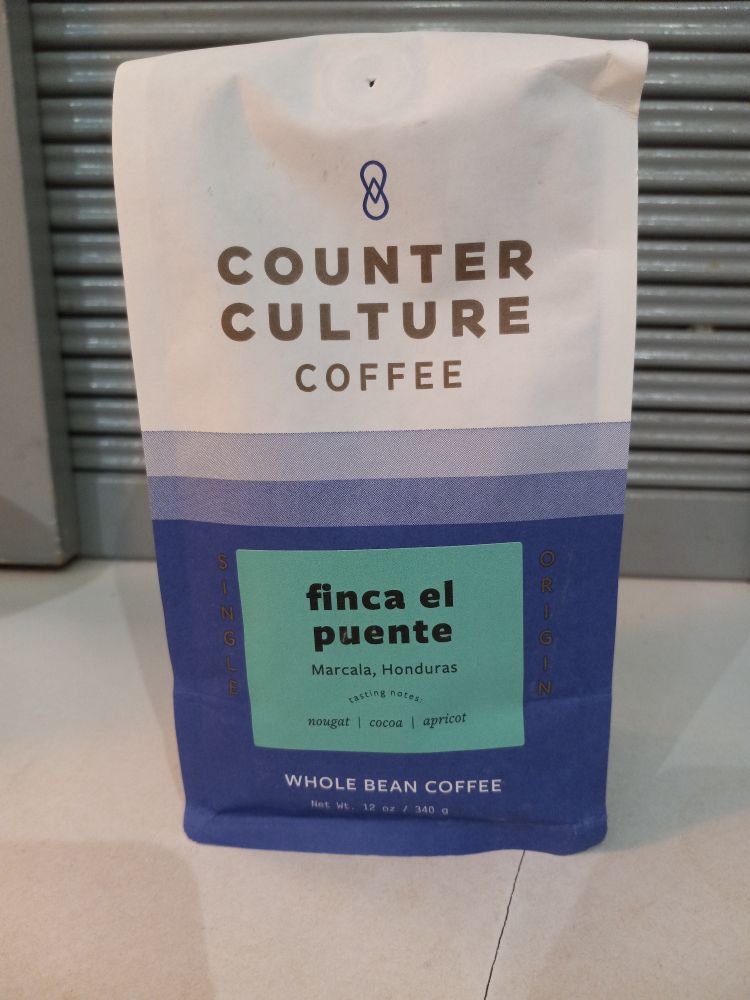 COUNTER
CULTURE
COFFEE
SINGLE
ORIGIN
finca el
puente
Marcala, Honduras
tasting notes:
nougat | cocoa | apricot
WHOLE BEAN COFFEE
Net Wt. 12 oz / 340 g